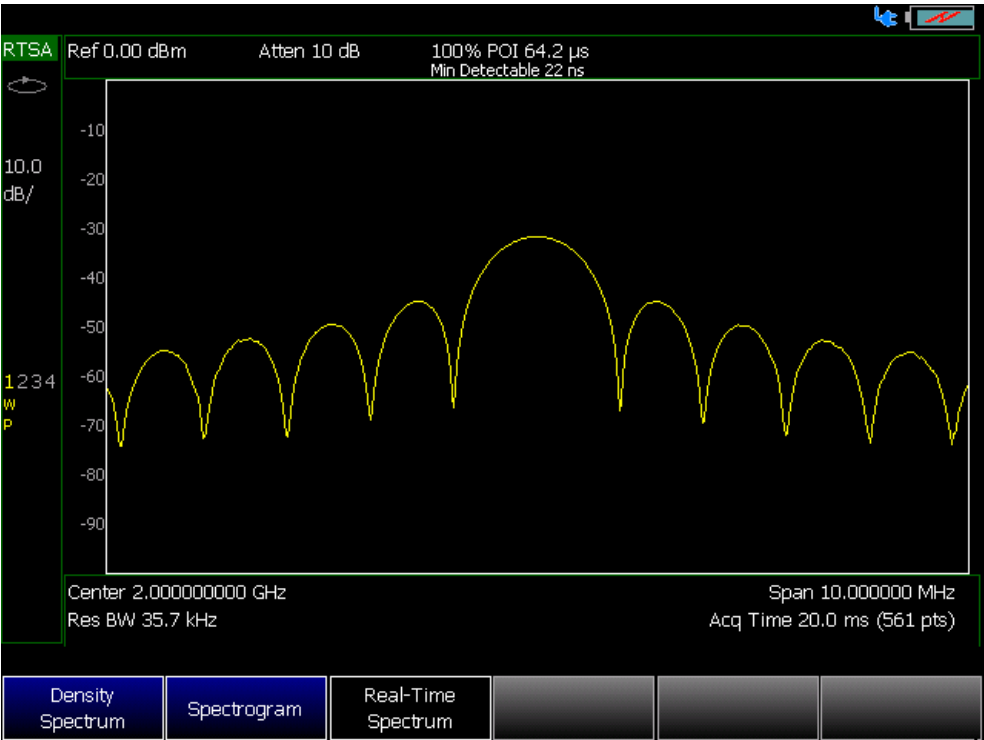 RTSA
Ref 0.00 dBm Atten 10 dB 100% POI 64.2 µs
Min Detectable 22 ns
10.0
dB/
-10
-20
-30
-40
-50
-60
-70
-80
-90
1234
W
P
Center 2.000000000 GHz Span 10.000000 MHz
Res BW 35.7 kHz Acq Time 20.0 ms (561 pts)
Density
Spectrum
Spectrogram
Real-Time
Spectrum